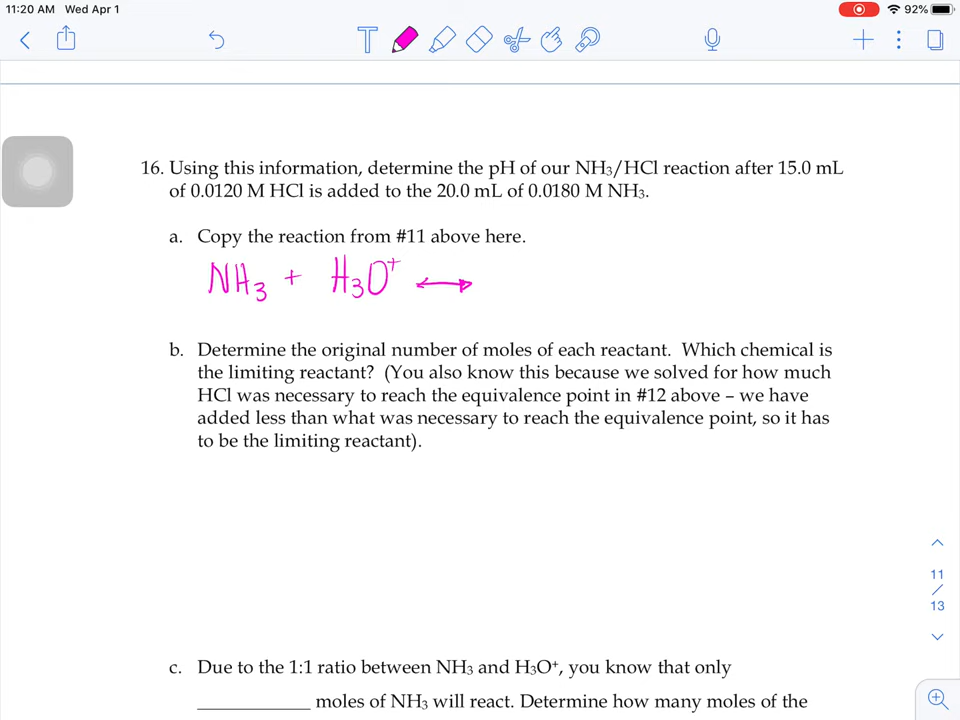 11:20 AM Wed Apr 1
92%
T
16. Using this information, determine the pH of our NH₃/HCl reaction after 15.0 mL
of 0.0120 M HCl is added to the 20.0 mL of 0.0180 M NH₃.
a. Copy the reaction from #11 above here.
NH₃ + H₃O⁺ ⟷
b. Determine the original number of moles of each reactant. Which chemical is
the limiting reactant? (You also know this because we solved for how much
HCl was necessary to reach the equivalence point in #12 above – we have
added less than what was necessary to reach the equivalence point, so it has
to be the limiting reactant).
11
/
13
c. Due to the 1:1 ratio between NH₃ and H₃O⁺, you know that only
____________ moles of NH₃ will react. Determine how many moles of the